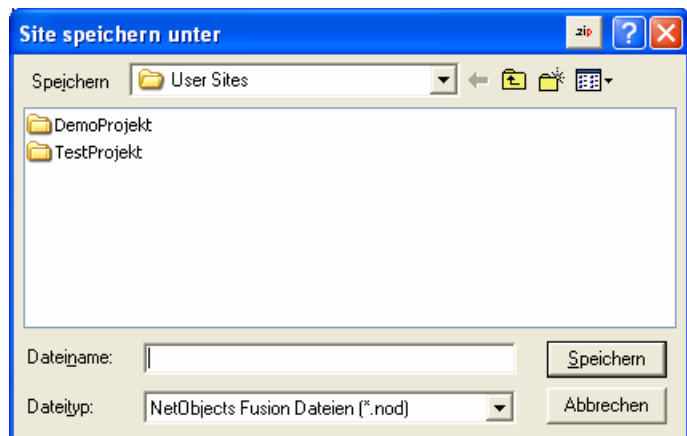 Site speichern unter
.zip
?
Speichern User Sites
DemoProjekt
TestProjekt
Dateiname: Speichern
Dateityp: NetObjects Fusion Dateien (*.nod) Abbrechen